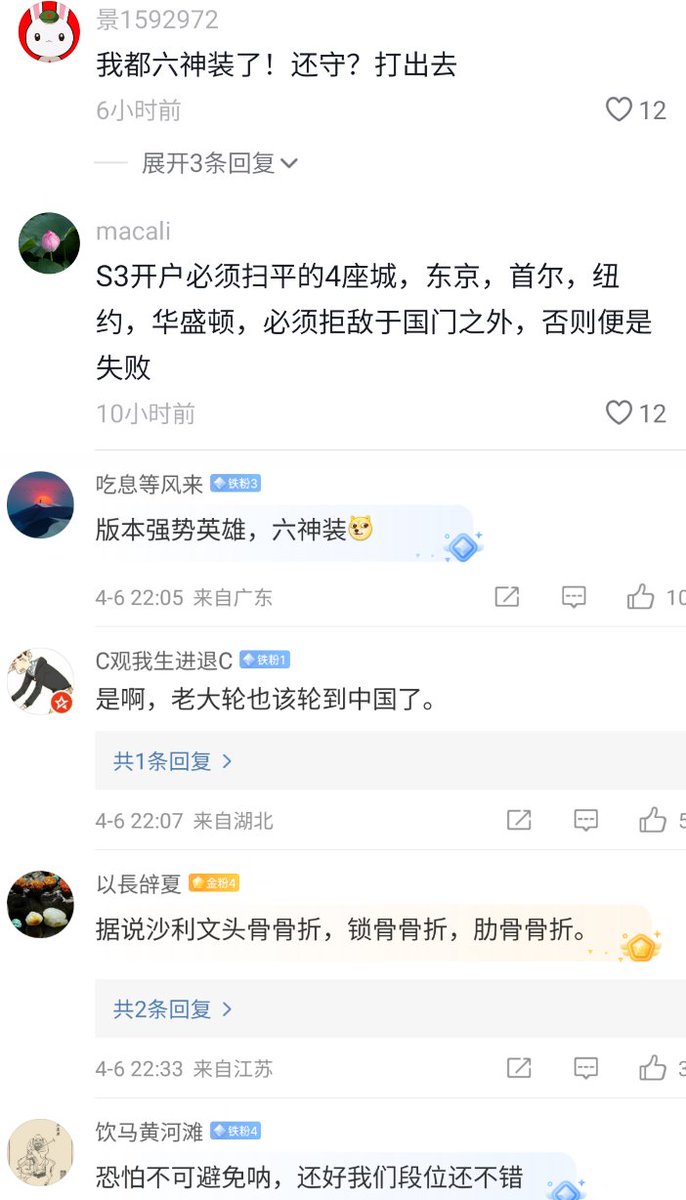 景1592972
我都六神装了！还守？打出去
6小时前
12
展开3条回复
macali
S3开户必须扫平的4座城，东京，首尔，纽
约，华盛顿，必须拒敌于国门之外，否则便是
失败
10小时前
12
吃息等风来 铁粉3
版本强势英雄，六神装
4-6 22:05 来自广东
10
C观我生进退C 铁粉1
是啊，老大轮也该轮到中国了。
共1条回复
4-6 22:07 来自湖北
5
以長辥夏 金粉4
据说沙利文头骨骨折，锁骨骨折，肋骨骨折。
共2条回复
4-6 22:33 来自江苏
3
饮马黄河滩 铁粉4
恐怕不可避免呐，还好我们段位还不错